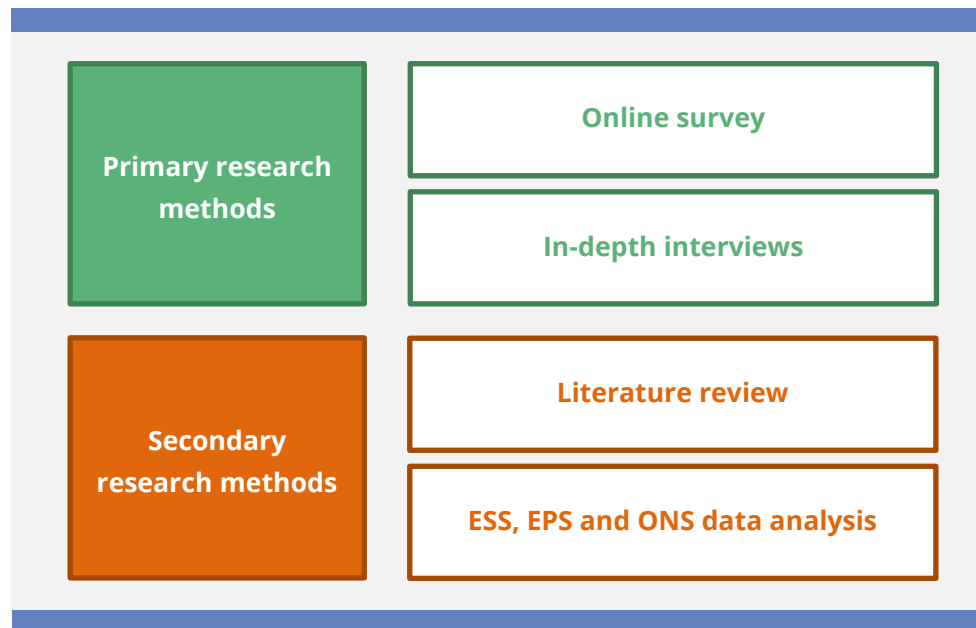 Primary research
methods
Online survey
In-depth interviews
Secondary
research methods
Literature review
ESS, EPS and ONS data analysis